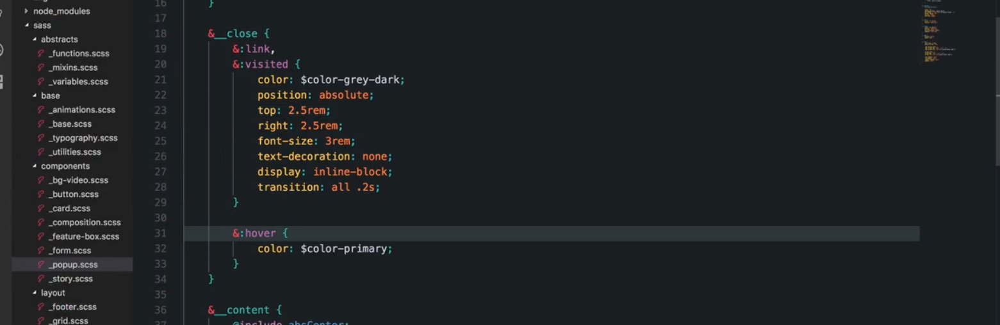 node_modules
sass
abstracts
_functions.scss
_mixins.scss
_variables.scss
base
_animations.scss
_base.scss
_typography.scss
_utilities.scss
components
_bg-video.scss
_button.scss
_card.scss
_composition.scss
_feature-box.scss
_form.scss
_popup.scss
_story.scss
layout
_footer.scss
_grid.scss
16 }
17
18 &__close {
19 &:link,
20 &:visited {
21 color: $color-grey-dark;
22 position: absolute;
23 top: 2.5rem;
24 right: 2.5rem;
25 font-size: 3rem;
26 text-decoration: none;
27 display: inline-block;
28 transition: all .2s;
29 }
30
31 &:hover {
32 color: $color-primary;
33 }
34 }
35
36 &__content {
37 @include absCenter;